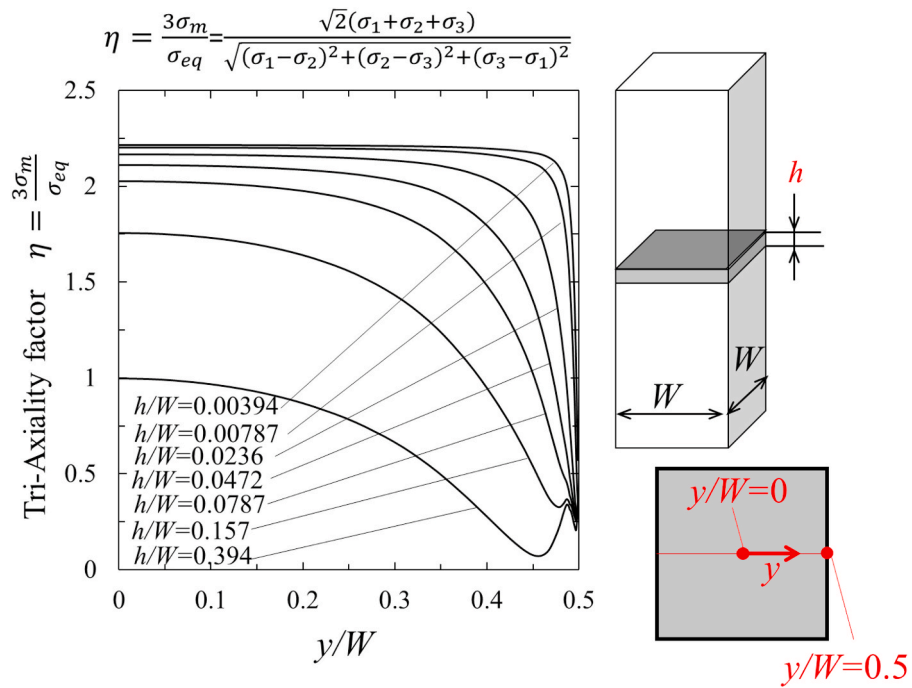 η = 3σm/σeq = √2(σ1+σ2+σ3)/√((σ1−σ2)²+(σ2−σ3)²+(σ3−σ1)²)
Tri-Axiality factor η = 3σm/σeq
2.5
2
1.5
1
0.5
0
h/W=0.00394
h/W=0.00787
h/W=0.0236
h/W=0.0472
h/W=0.0787
h/W=0.157
h/W=0.394
0 0.1 0.2 0.3 0.4 0.5
y/W
h
W
W
y/W=0
y
y/W=0.5